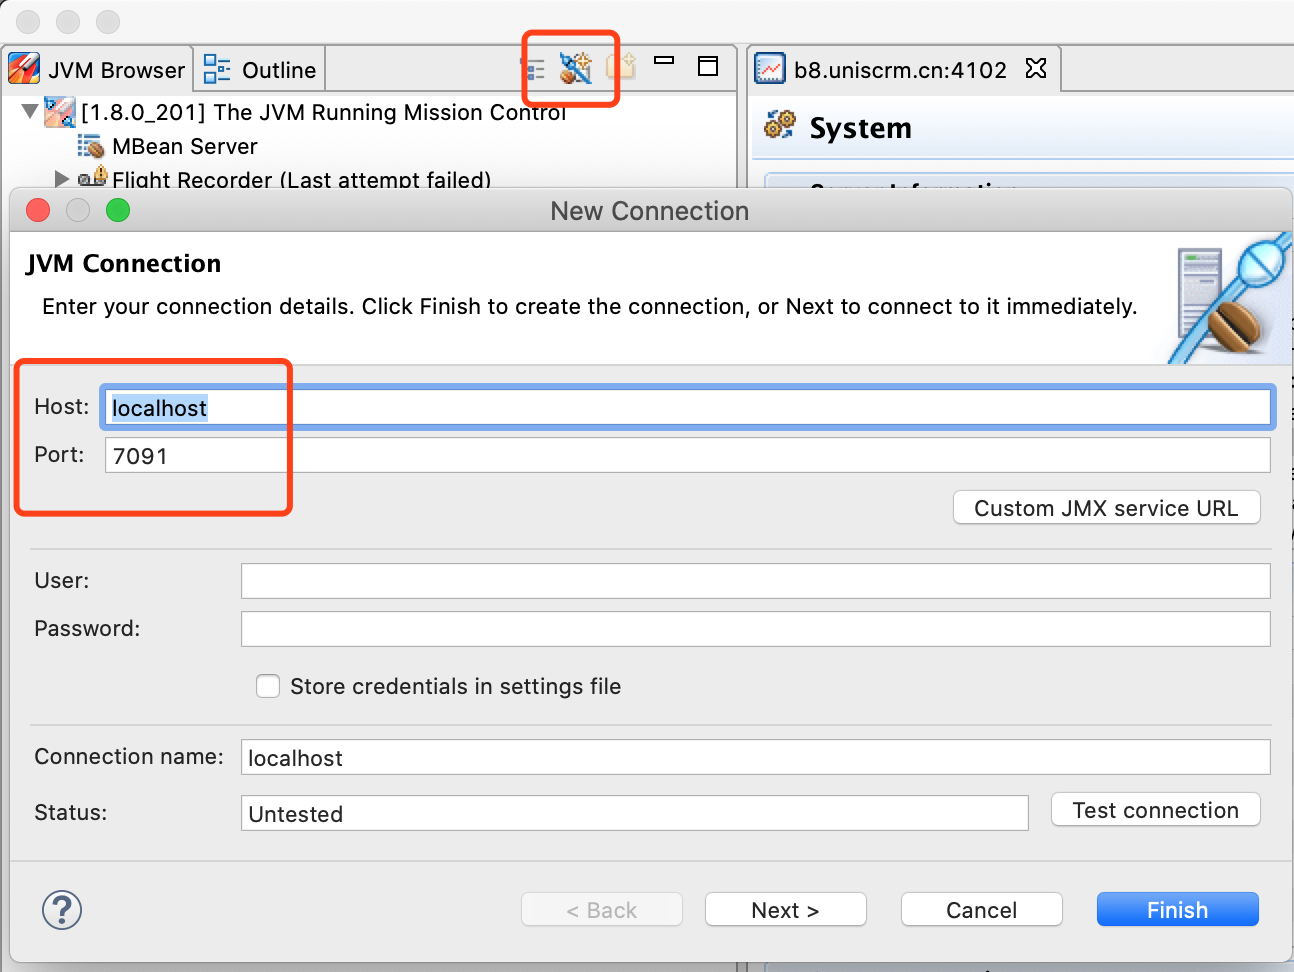 JVM Browser
Outline
b8.uniscrm.cn:4102
[1.8.0_201] The JVM Running Mission Control
System
MBean Server
Flight Recorder (Last attempt failed)
New Connection
JVM Connection
Enter your connection details. Click Finish to create the connection, or Next to connect to it immediately.
Host: localhost
Port: 7091
Custom JMX service URL
User:
Password:
Store credentials in settings file
Connection name: localhost
Status: Untested
Test connection
?
< Back
Next >
Cancel
Finish